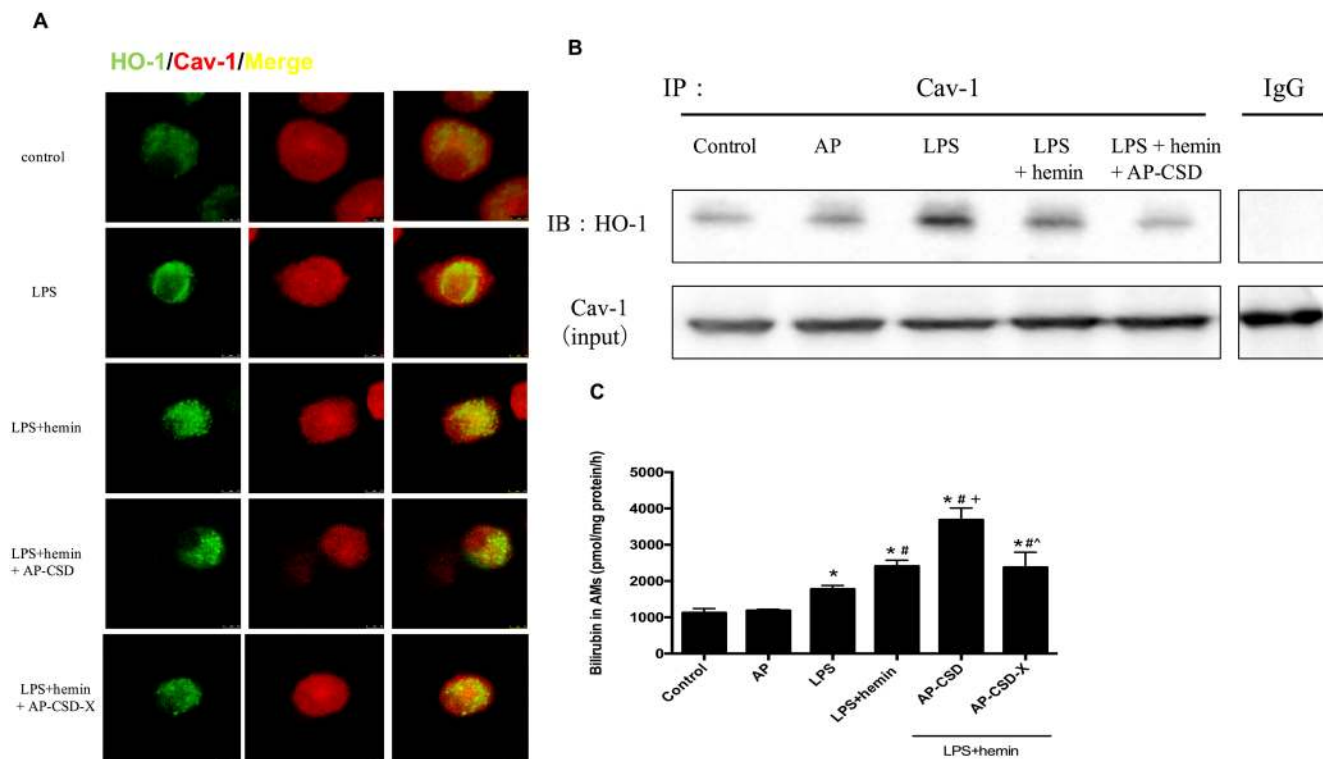 A
HO-1/Cav-1/Merge
control
LPS
LPS+hemin
LPS+hemin
+ AP-CSD
LPS+hemin
+ AP-CSD-X
B
IP : Cav-1 IgG
Control AP LPS LPS + hemin LPS + hemin + AP-CSD
IB : HO-1
Cav-1
(input)
C
Bilirubin in AMs (pmol/mg protein/h)
5000
4000
3000
2000
1000
0
*
* #
* # +
* #^
Control
AP
LPS
LPS+hemin
AP-CSD
AP-CSD-X
LPS+hemin